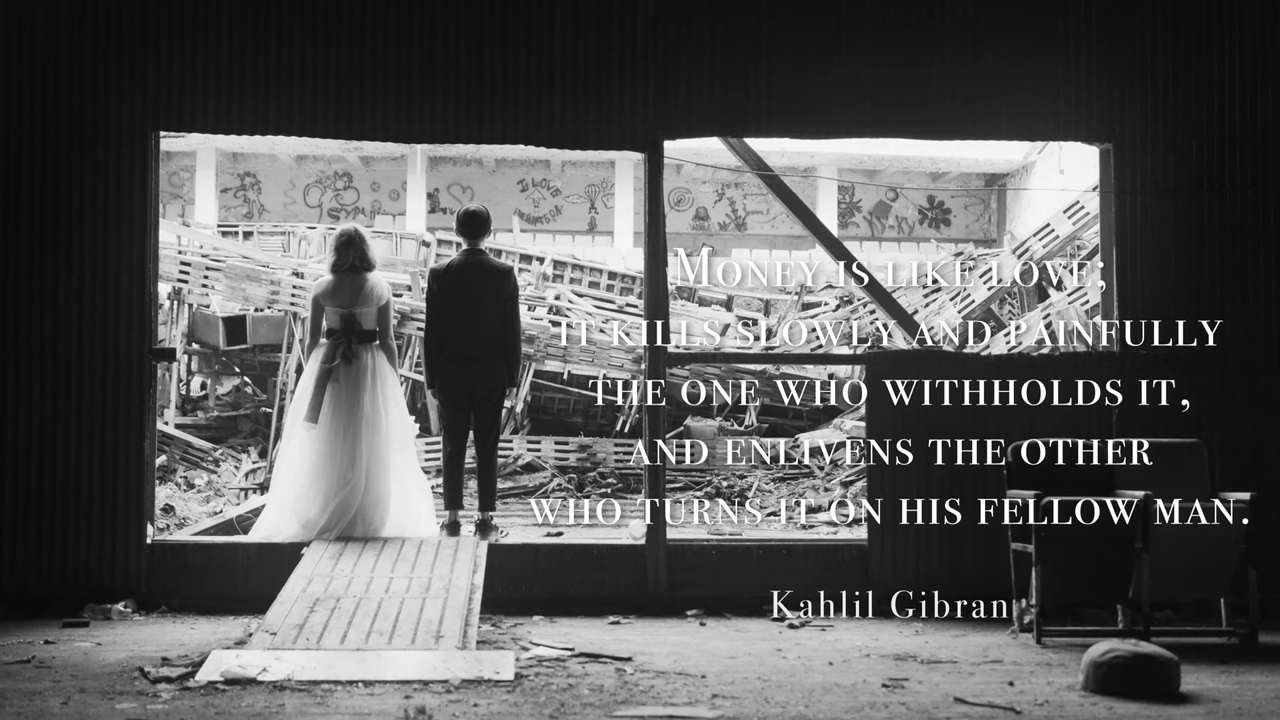 I LOVE
MONEY IS LIKE LOVE;
IT KILLS SLOWLY AND PAINFULLY
THE ONE WHO WITHHOLDS IT,
AND ENLIVENS THE OTHER
WHO TURNS IT ON HIS FELLOW MAN.
Kahlil Gibran